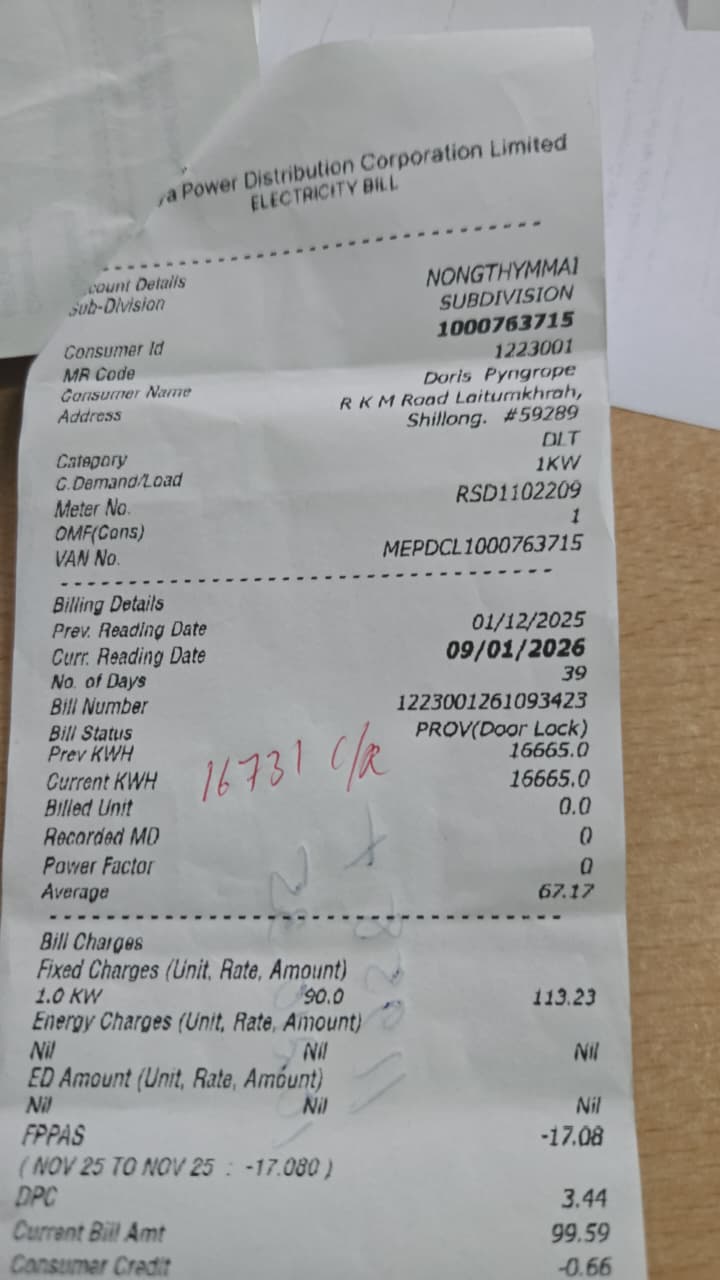 ya Power Distribution Corporation Limited
ELECTRICITY BILL
count Details
Sub-Division NONGTHYMMAI SUBDIVISION
Consumer Id 1000763715
MR Code 1223001
Consumer Name Doris Pyngrope
Address R K M Road Laitumkhrah, Shillong. #59289
Category DLT
C.Demand/Load 1KW
Meter No. RSD1102209
OMF(Cons) 1
VAN No. MEPDCL1000763715
Billing Details
Prev. Reading Date 01/12/2025
Curr. Reading Date 09/01/2026
No. of Days 39
Bill Number 1223001261093423
Bill Status PROV(Door Lock)
Prev KWH 16665.0
16731 C/R
Current KWH 16665.0
Billed Unit 0.0
Recorded MD 0
Power Factor 0
Average 67.17
Bill Charges
Fixed Charges (Unit, Rate, Amount)
1.0 KW 90.0 113.23
Energy Charges (Unit, Rate, Amount)
Nil Nil Nil
ED Amount (Unit, Rate, Amount)
Nil Nil Nil
FPPAS -17.08
( NOV 25 TO NOV 25 : -17.080 )
DPC 3.44
Current Bill Amt 99.59
Consumer Credit -0.66